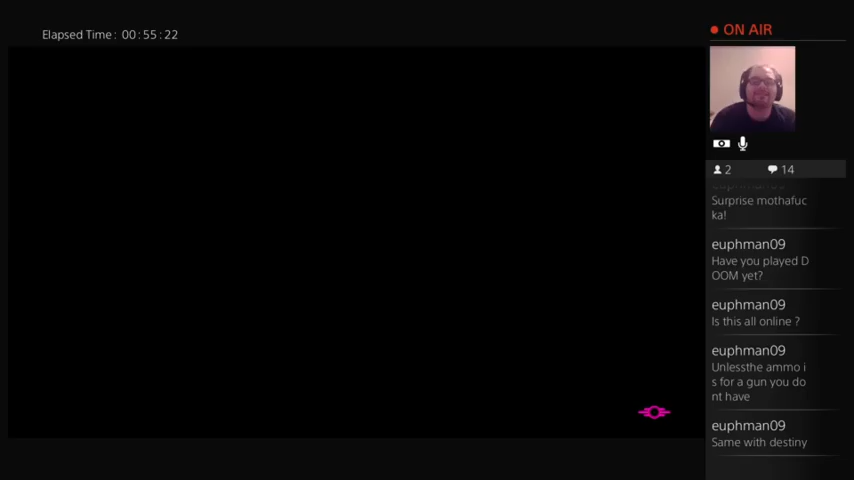 Elapsed Time: 00:55:22
ON AIR
2
14
Surprise mothafuc
ka!
euphman09
Have you played D
OOM yet?
euphman09
Is this all online ?
euphman09
Unlessthe ammo i
s for a gun you do
nt have
euphman09
Same with destiny